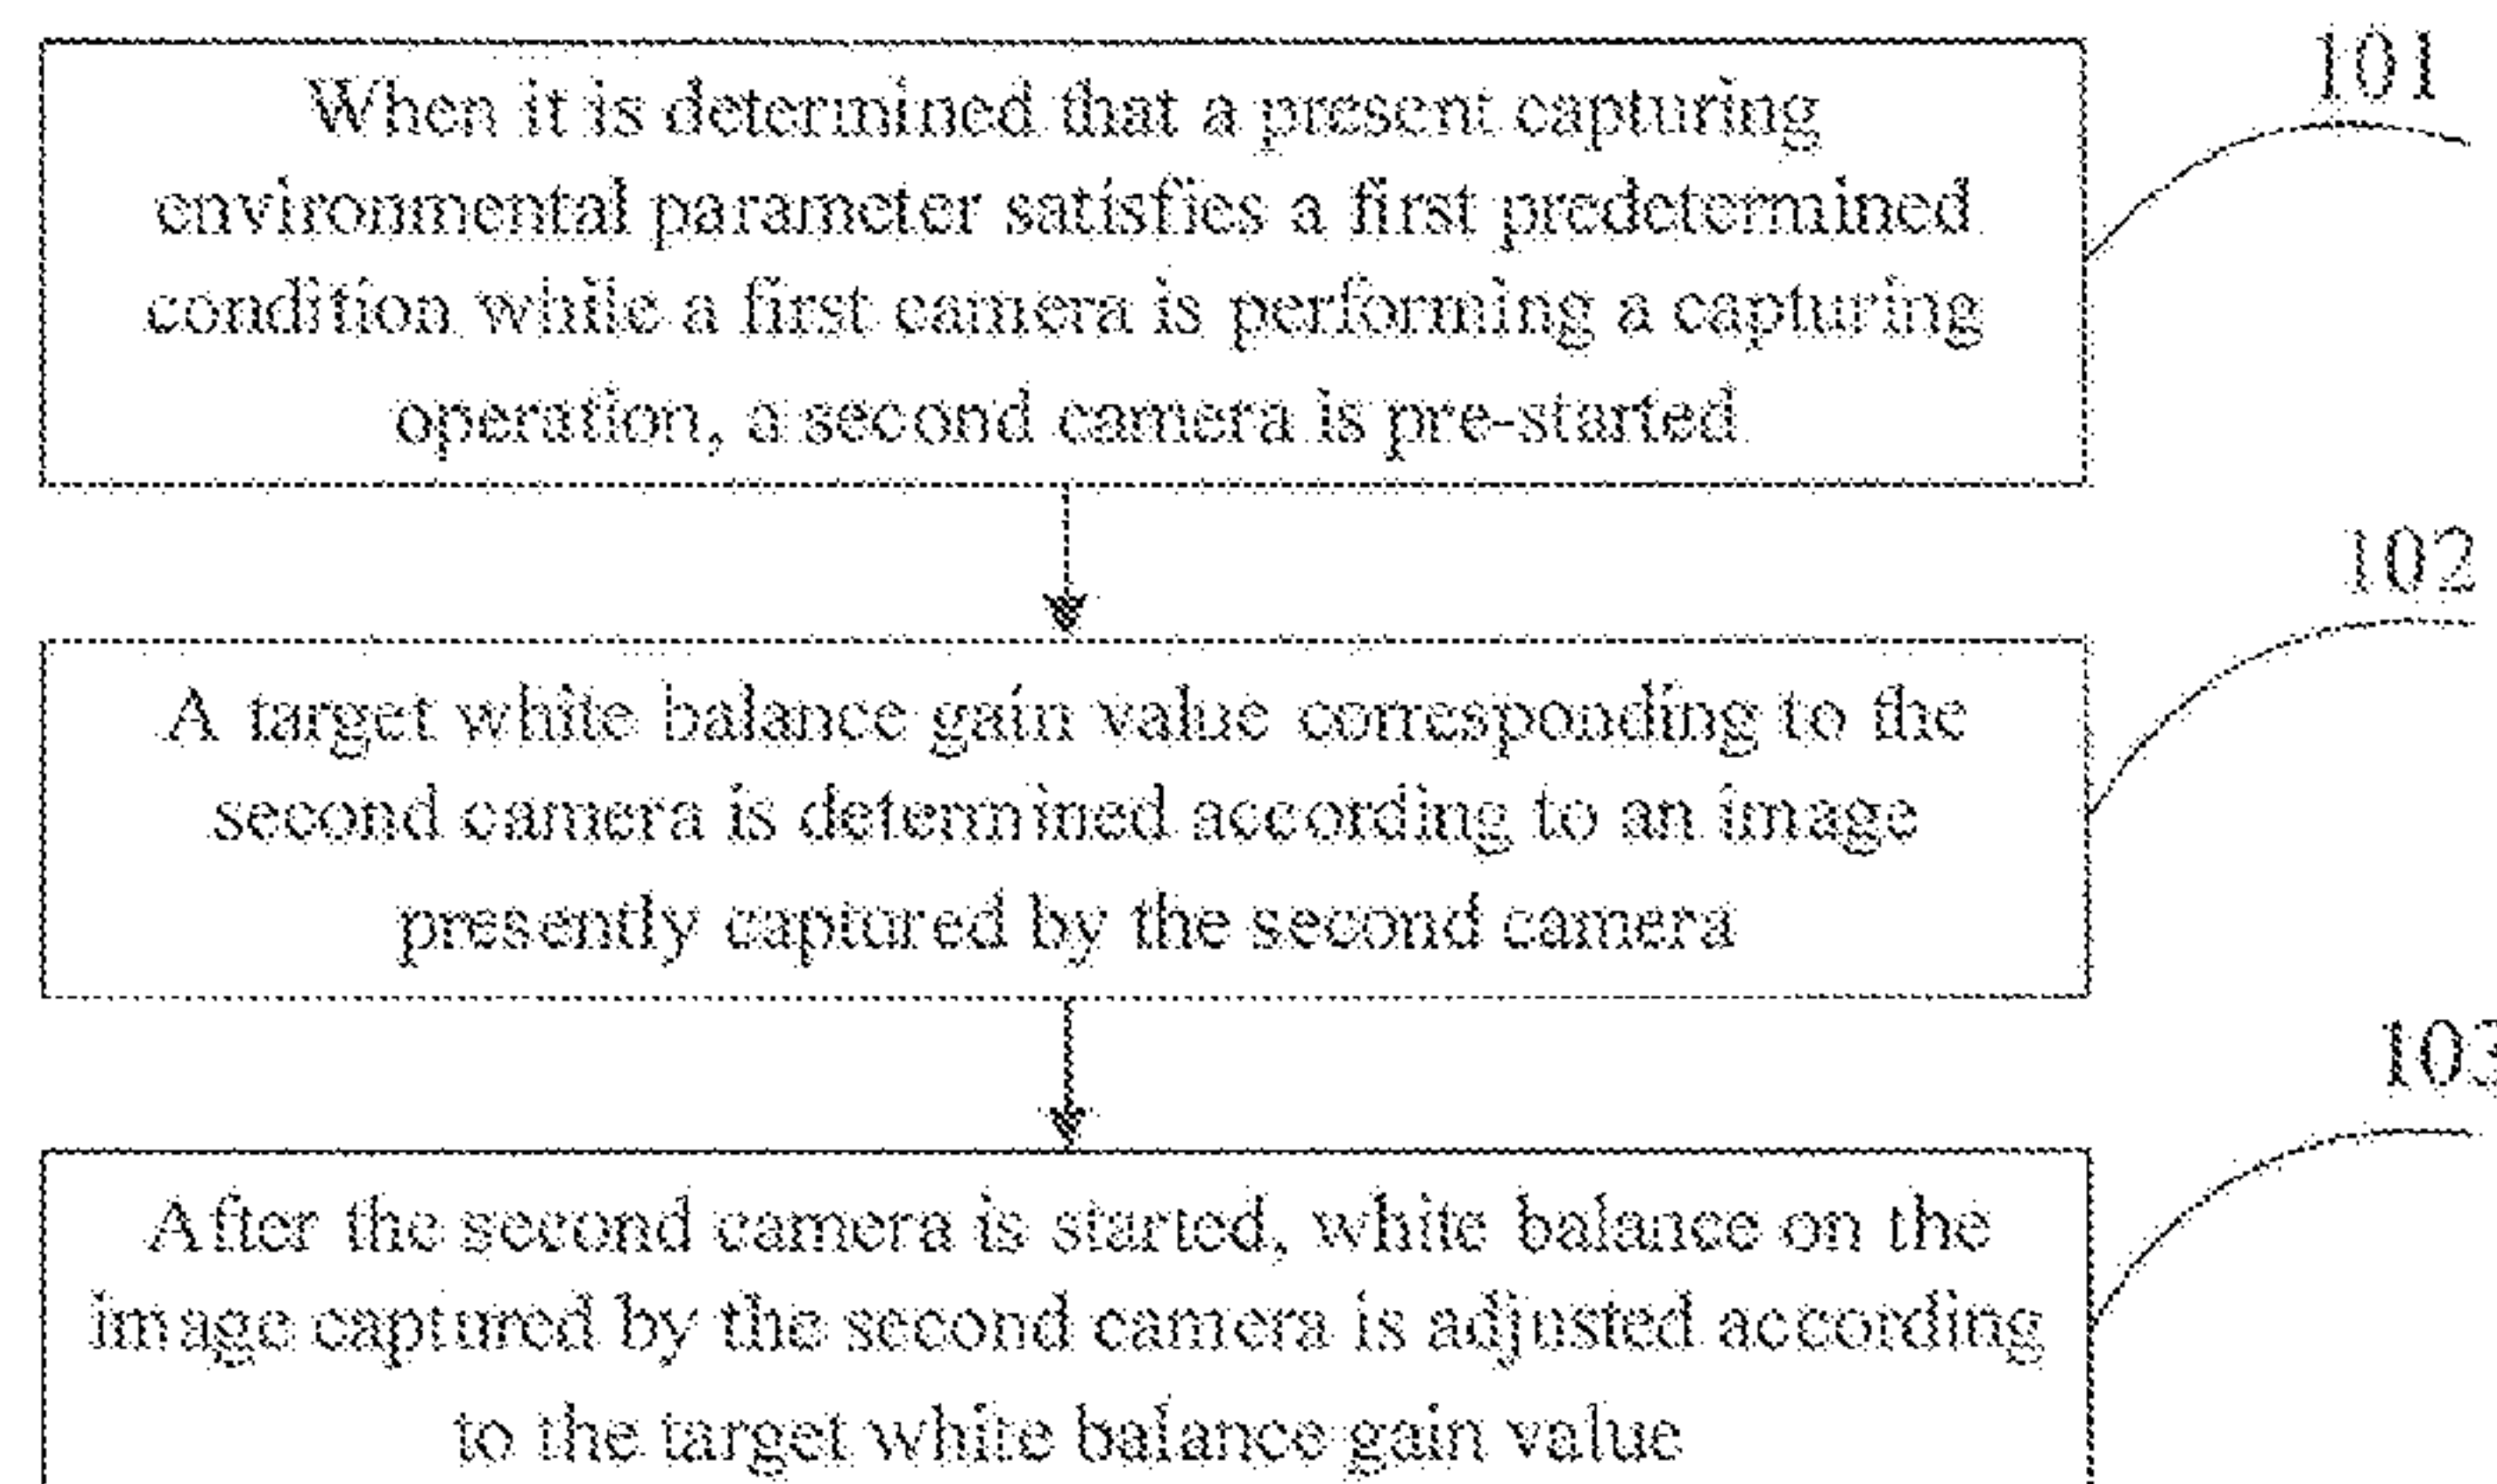 101
When it is determined that a present capturing
environmental parameter satisfies a first predetermined
condition while a first camera is performing a capturing
operation, a second camera is pre-started
102
A target white balance gain value corresponding to the
second camera is determined according to an image
presently captured by the second camera
103
After the second camera is started, white balance on the
image captured by the second camera is adjusted according
to the target white balance gain value